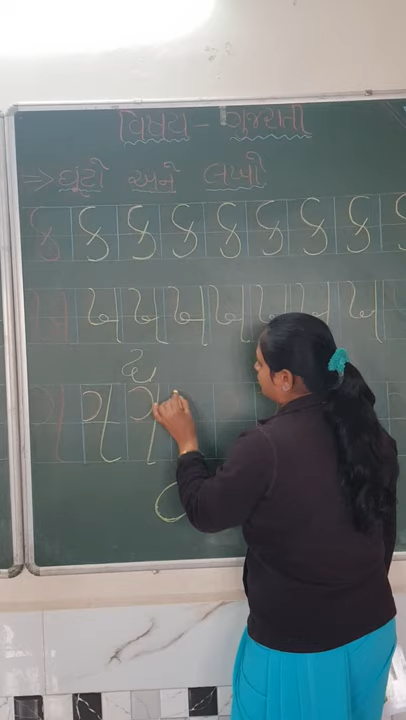 વિષય - ગુજરાતી
→ ઘૂંટો અને લખો
ક ક ક ક ક ક ક ક ક
ખ ખ ખ ખ ખ ખ ખ ખ
ગ ગ ગ